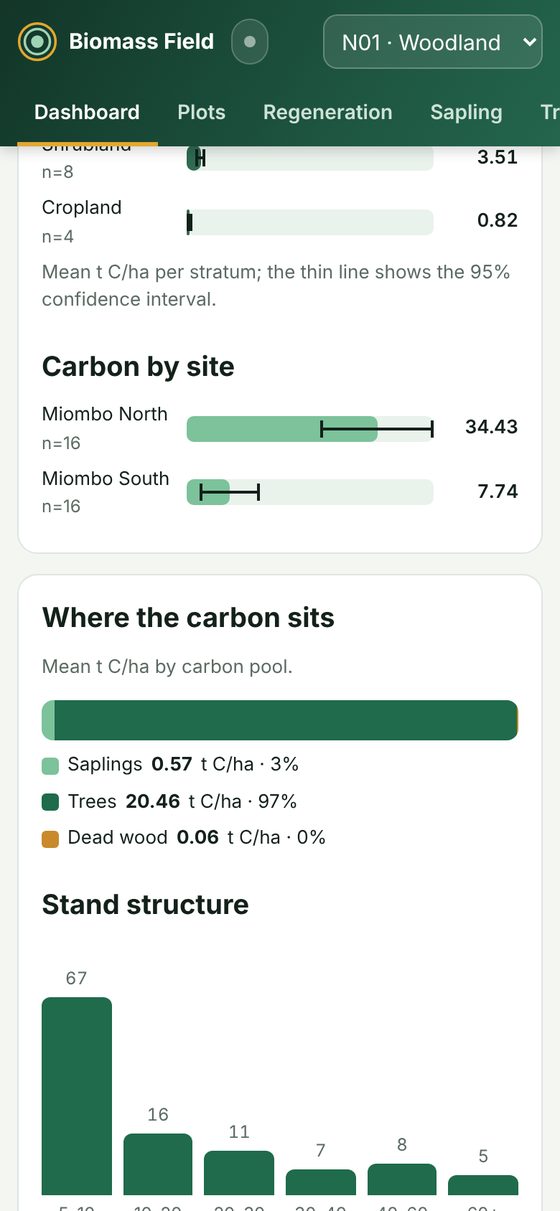 Biomass Field
N01 · Woodland
Dashboard Plots Regeneration Sapling Tr
Shrubland
n=8
3.51
Cropland
n=4
0.82
Mean t C/ha per stratum; the thin line shows the 95%
confidence interval.
Carbon by site
Miombo North
n=16
34.43
Miombo South
n=16
7.74
Where the carbon sits
Mean t C/ha by carbon pool.
Saplings 0.57 t C/ha · 3%
Trees 20.46 t C/ha · 97%
Dead wood 0.06 t C/ha · 0%
Stand structure
67
16
11
7
8
5